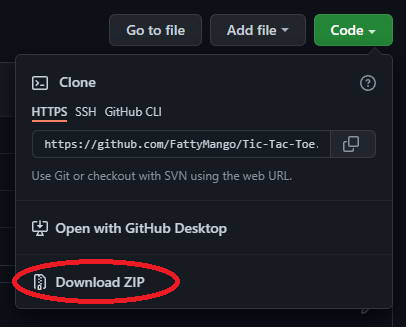 Go to file Add file Code
Clone
HTTPS SSH GitHub CLI
https://github.com/FattyMango/Tic-Tac-Toe.
Use Git or checkout with SVN using the web URL.
Open with GitHub Desktop
Download ZIP